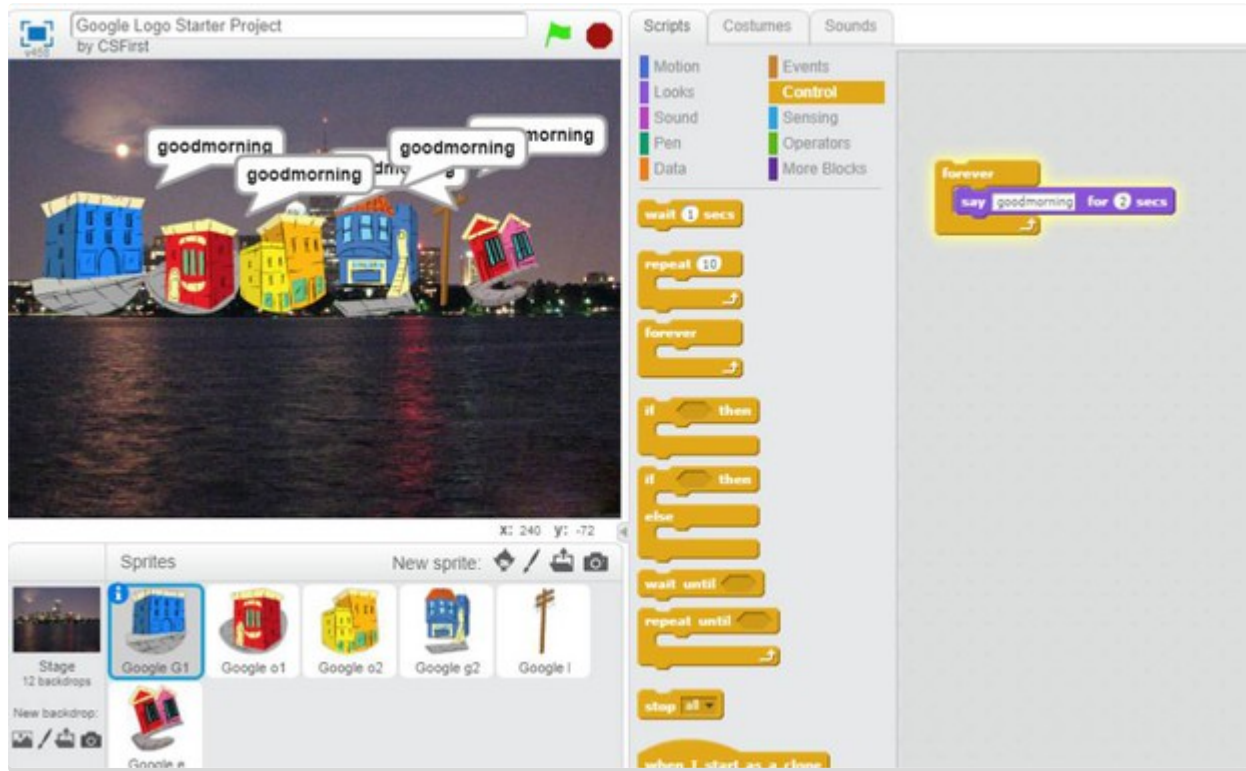 Google Logo Starter Project
by CSFirst
v458
goodmorning
goodmorning
goodmorning
morning
x: 240 y: -72
Sprites
New sprite:
Stage
12 backdrops
New backdrop:
Google G1
Google o1
Google o2
Google g2
Google l
Google e
Scripts
Costumes
Sounds
Motion
Events
Looks
Control
Sound
Sensing
Pen
Operators
Data
More Blocks
wait 1 secs
repeat 10
forever
if then
if then
else
wait until
repeat until
stop all
when I start as a clone
forever
say goodmorning for 2 secs